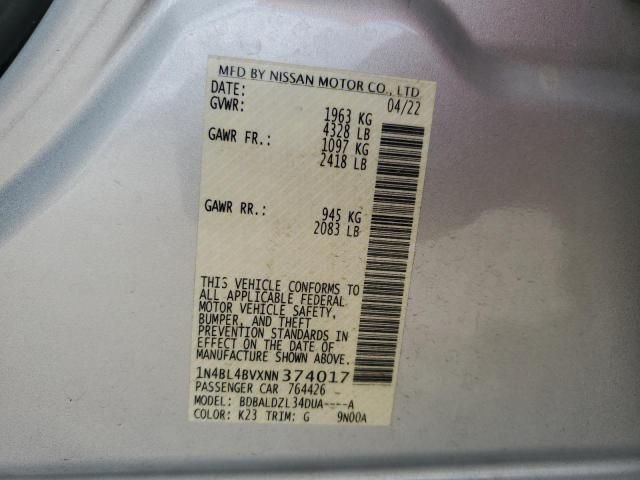 MFD BY NISSAN MOTOR CO., LTD
DATE: 04/22
GVWR: 1963 KG
4328 LB
GAWR FR.: 1097 KG
2418 LB
GAWR RR.: 945 KG
2083 LB
THIS VEHICLE CONFORMS TO
ALL APPLICABLE FEDERAL
MOTOR VEHICLE SAFETY,
BUMPER, AND THEFT
PREVENTION STANDARDS IN
EFFECT ON THE DATE OF
MANUFACTURE SHOWN ABOVE.
1N4BL4BVXNN374017
PASSENGER CAR 764426
MODEL: BDBALDZL34DUA----A
COLOR: K23 TRIM: G 9N00A